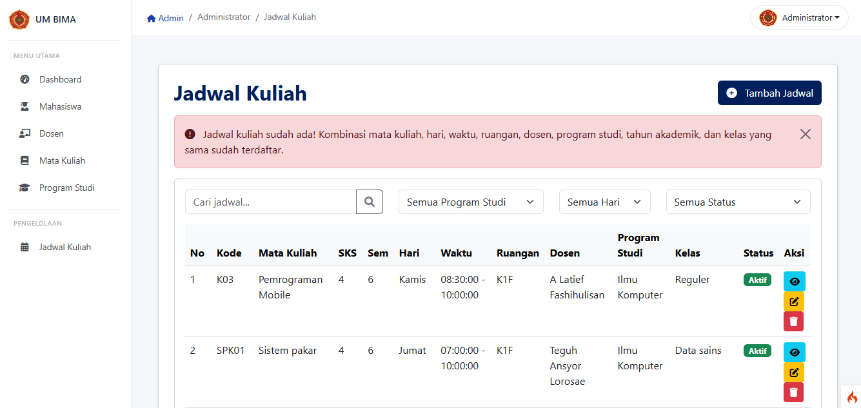 UM BIMA
Admin / Administrator / Jadwal Kuliah
Administrator
MENU UTAMA
Dashboard
Mahasiswa
Dosen
Mata Kuliah
Program Studi
PENGELOLAAN
Jadwal Kuliah
Jadwal Kuliah
Tambah Jadwal
Jadwal kuliah sudah ada! Kombinasi mata kuliah, hari, waktu, ruangan, dosen, program studi, tahun akademik, dan kelas yang
sama sudah terdaftar.
Cari jadwal...
Semua Program Studi
Semua Hari
Semua Status
No Kode Mata Kuliah SKS Sem Hari Waktu Ruangan Dosen Program Studi Kelas Status Aksi
1 K03 Pemrograman Mobile 4 6 Kamis 08:30:00 - 10:00:00 K1F A Latief Fashihulisan Ilmu Komputer Reguler Aktif
2 SPK01 Sistem pakar 4 6 Jumat 07:00:00 - 10:00:00 K1F Teguh Ansyor Lorosae Ilmu Komputer Data sains Aktif